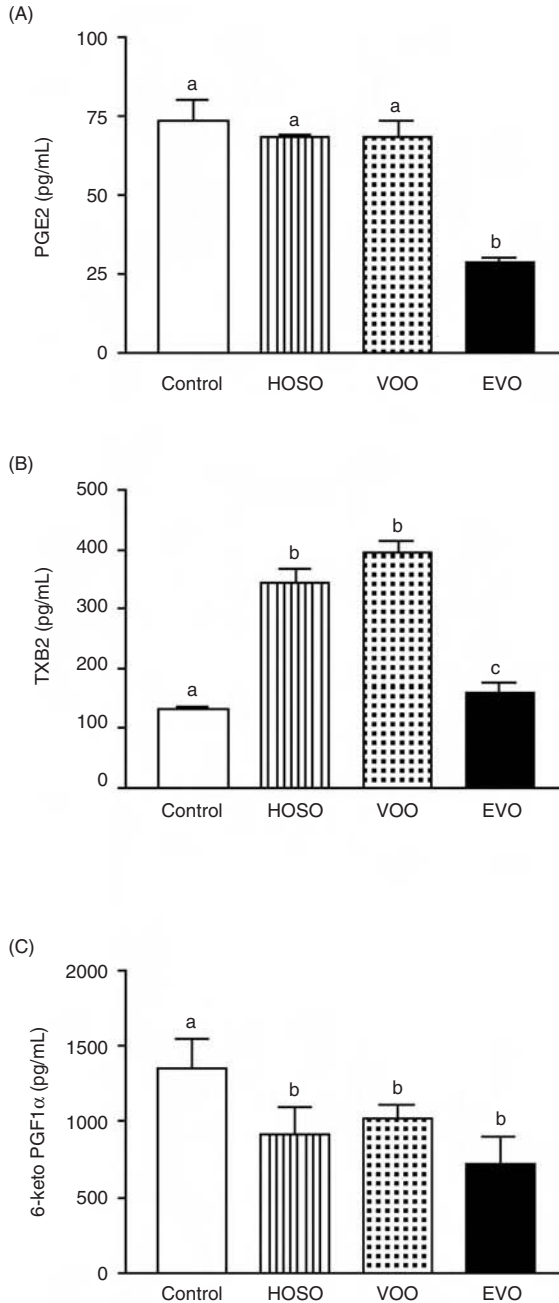 (A)
100
75
50
25
0
PGE2 (pg/mL)
a
a
a
b
Control HOSO VOO EVO
(B)
500
400
300
200
100
0
TXB2 (pg/mL)
a
b
b
c
Control HOSO VOO EVO
(C)
2000
1500
1000
500
0
6-keto PGF1α (pg/mL)
a
b
b
b
Control HOSO VOO EVO